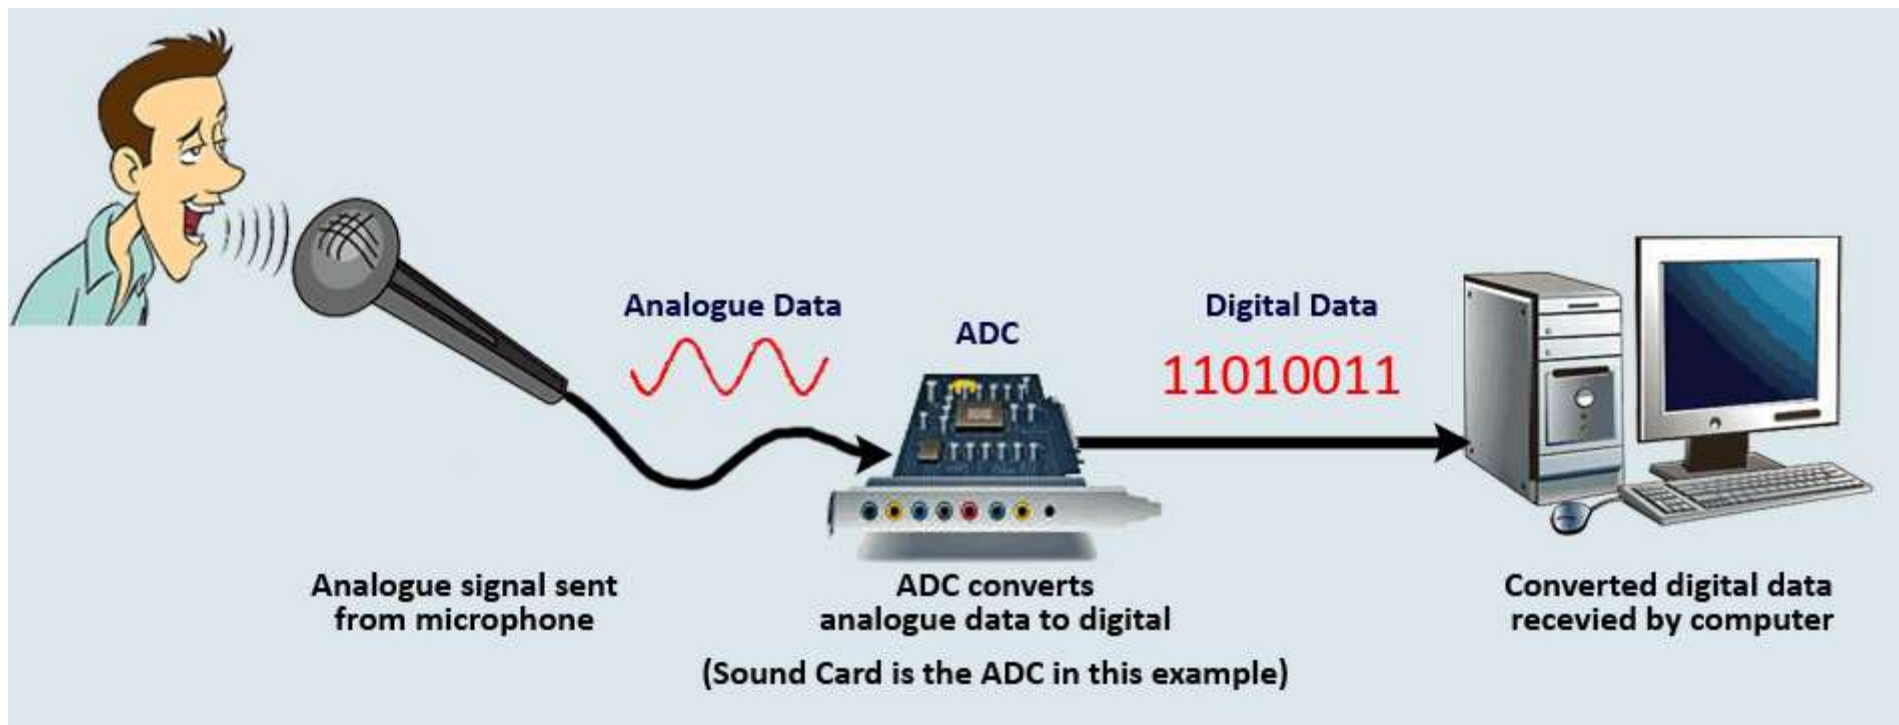 Analogue Data
ADC
Digital Data
11010011
Analogue signal sent
from microphone
ADC converts
analogue data to digital
(Sound Card is the ADC in this example)
Converted digital data
recevied by computer